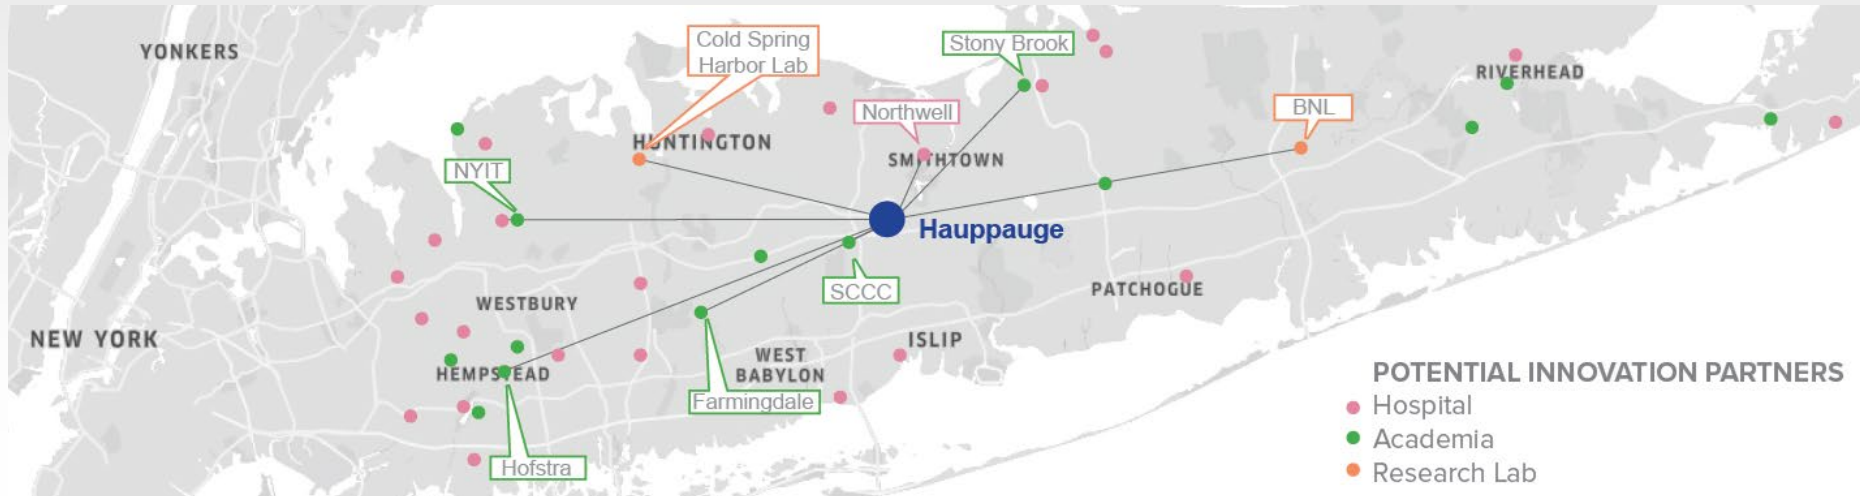 YONKERS
Cold Spring
Harbor Lab
Stony Brook
RIVERHEAD
BNL
Northwell
HUNTINGTON
SMITHTOWN
NYIT
Hauppauge
SCCC
PATCHOGUE
WESTBURY
NEW YORK
ISLIP
WEST
BABYLON
HEMPSTEAD
Farmingdale
Hofstra
POTENTIAL INNOVATION PARTNERS
Hospital
Academia
Research Lab